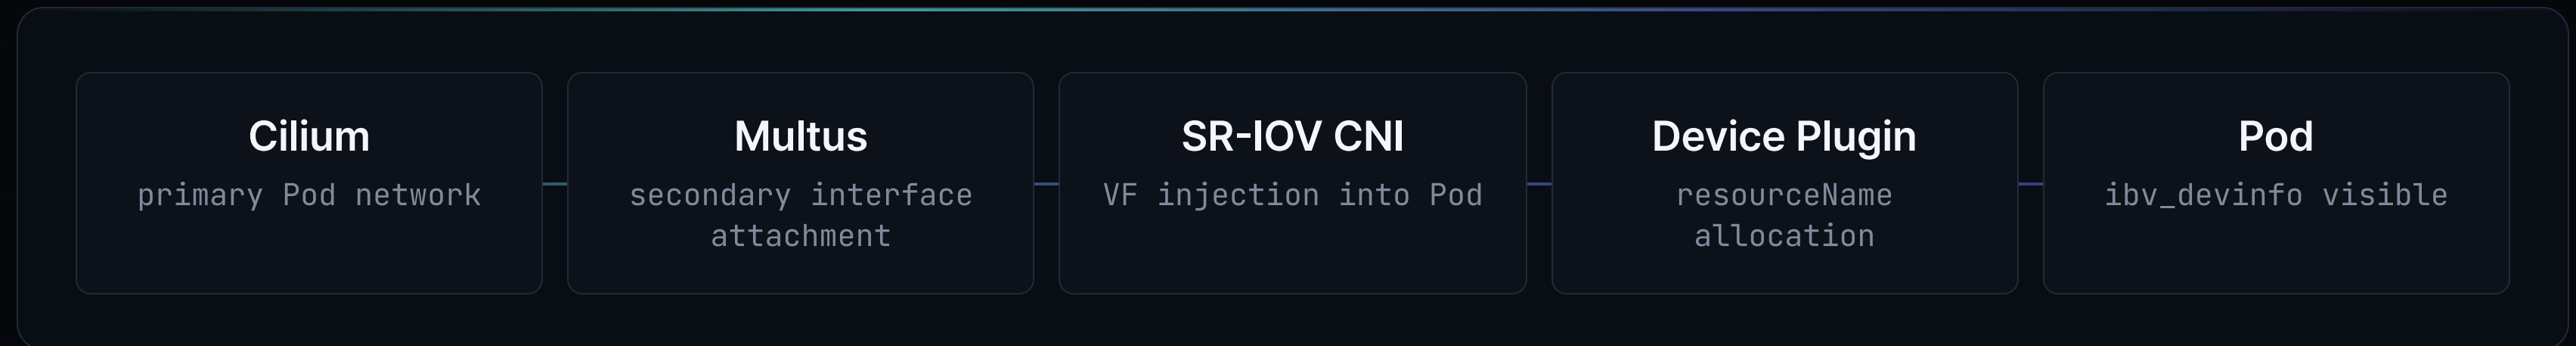 Cilium
primary Pod network
Multus
secondary interface
attachment
SR-IOV CNI
VF injection into Pod
Device Plugin
resourceName
allocation
Pod
ibv_devinfo visible